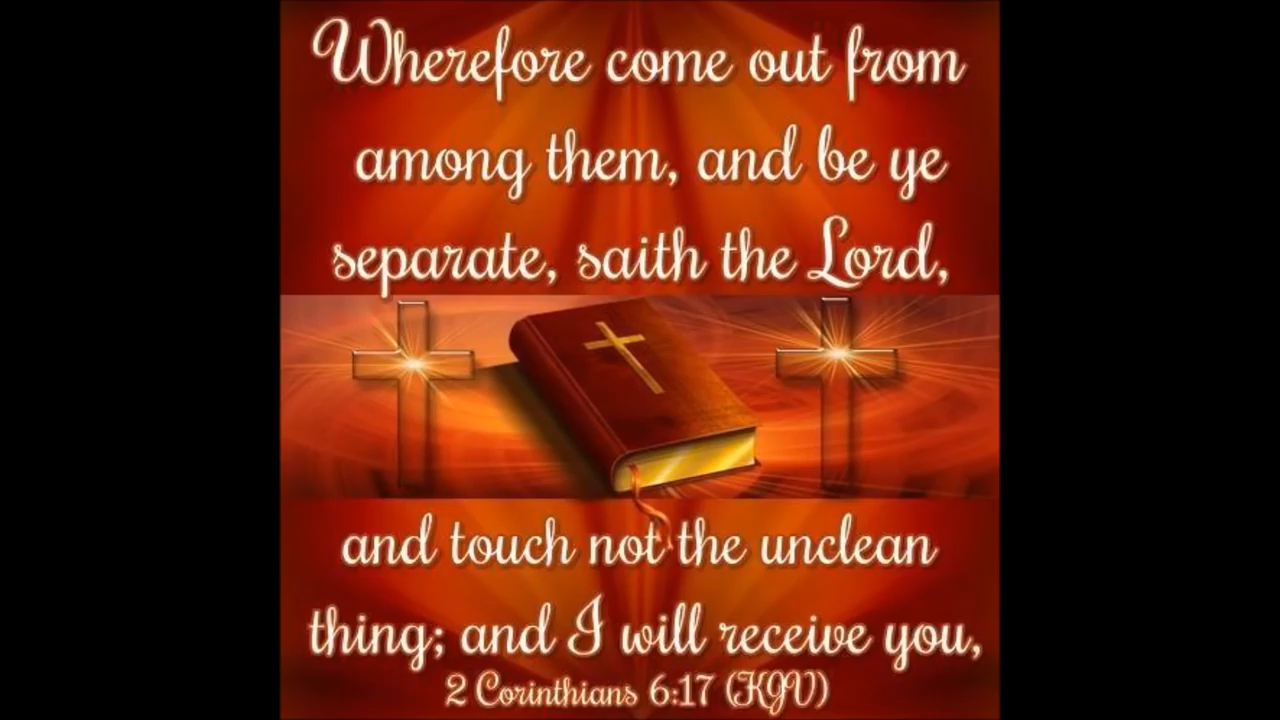 Wherefore come out from
among them, and be ye
separate, saith the Lord,
and touch not the unclean
thing; and I will receive you,
2 Corinthians 6:17 (KJV)